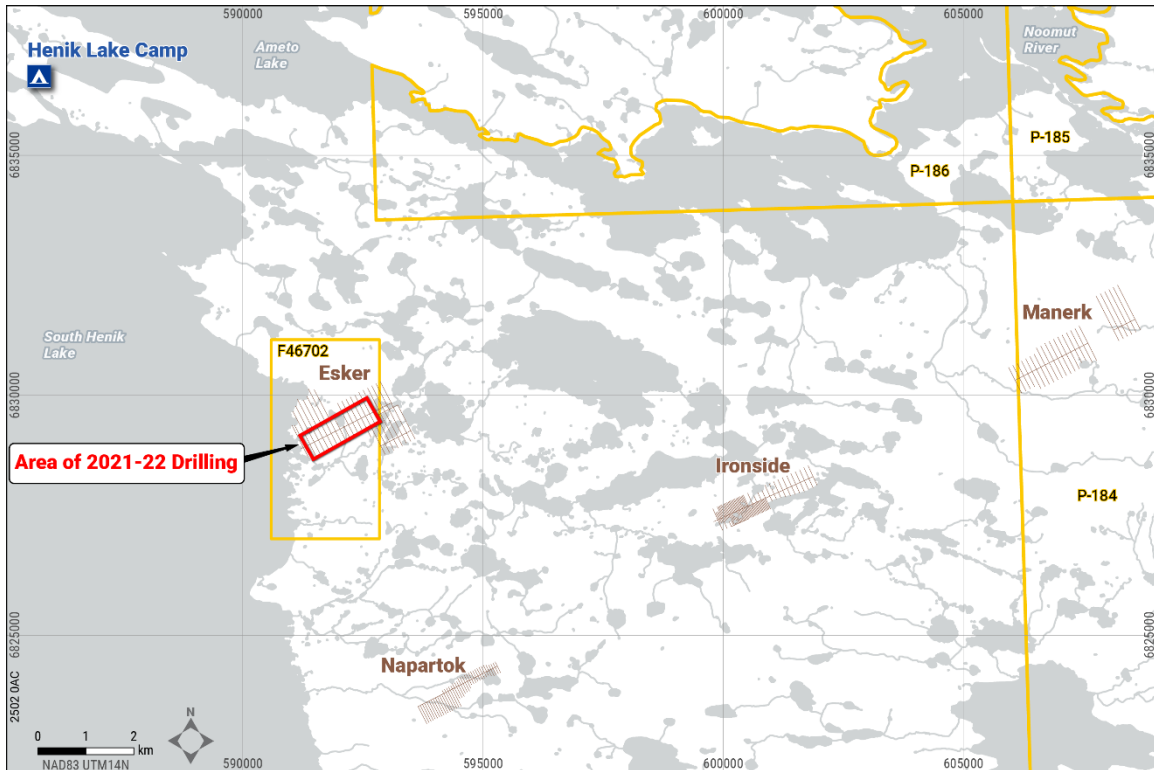 590000
595000
600000
605000
Henik Lake Camp
Ameto
Lake
Noomut
River
6835000
6835000
P-185
P-186
South Henik
Lake
Manerk
F46702
Esker
6830000
6830000
Area of 2021-22 Drilling
Ironside
P-184
6825000
6825000
Napartok
2502 0AC
N
0 1 2
km
NAD83 UTM14N
590000
595000
600000
605000